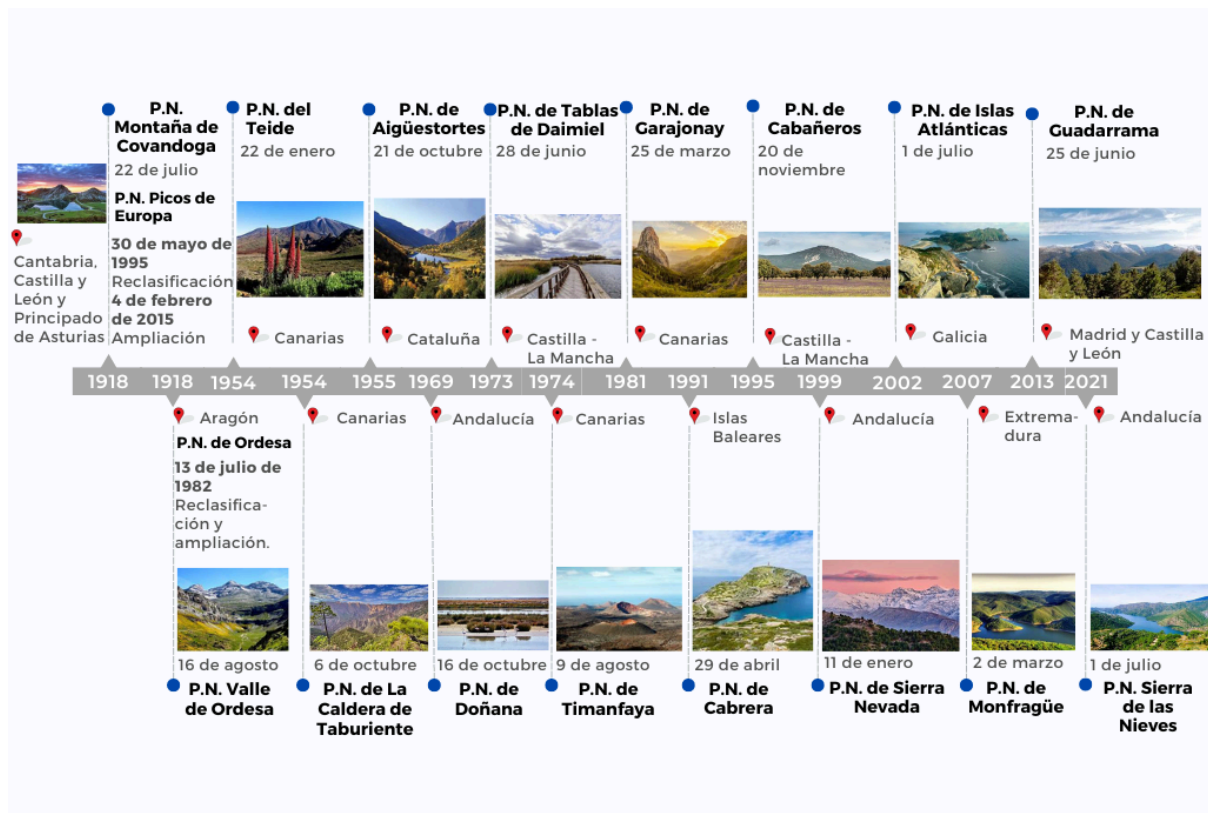 P.N.
Montaña de
Covandoga
22 de julio
P.N. Picos de
Europa
30 de mayo de
1995
Reclasificación
4 de febrero
de 2015
Ampliación
Cantabria,
Castilla y
León y
Principado
de Asturias
P.N. del
Teide
22 de enero
Canarias
P.N. de
Aigüestortes
21 de octubre
Cataluña
P.N. de Tablas
de Daimiel
28 de junio
Castilla -
La Mancha
P.N. de
Garajonay
25 de marzo
Canarias
P.N. de
Cabañeros
20 de
noviembre
Castilla -
La Mancha
P.N. de Islas
Atlánticas
1 de julio
Galicia
P.N. de
Guadarrama
25 de junio
Madrid y Castilla
y León
1918 1918 1954 1954 1955 1969 1973 1974 1981 1991 1995 1999 2002 2007 2013 2021
Aragón
P.N. de Ordesa
13 de julio de
1982
Reclasifica-
ción y
ampliación.
16 de agosto
P.N. Valle
de Ordesa
Canarias
6 de octubre
P.N. de La
Caldera de
Taburiente
Andalucía
16 de octubre
P.N. de
Doñana
Canarias
9 de agosto
P.N. de
Timanfaya
Islas
Baleares
29 de abril
P.N. de
Cabrera
Andalucía
11 de enero
P.N. de Sierra
Nevada
Extrema-
dura
2 de marzo
P.N. de
Monfragüe
Andalucía
1 de julio
P.N. Sierra
de las
Nieves